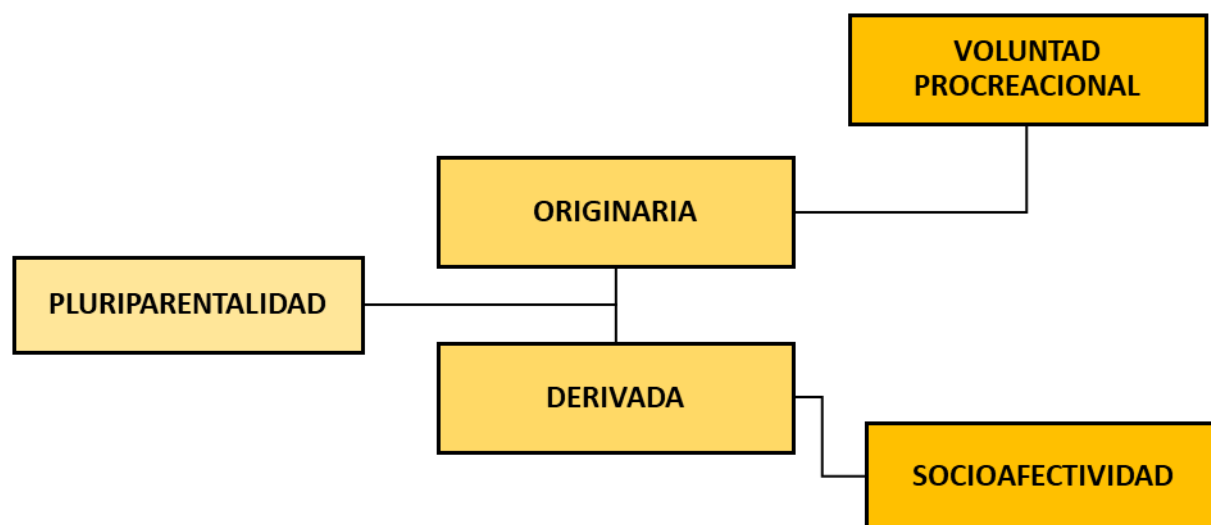 VOLUNTAD
PROCREACIONAL
ORIGINARIA
PLURIPARENTALIDAD
DERIVADA
SOCIOAFECTIVIDAD